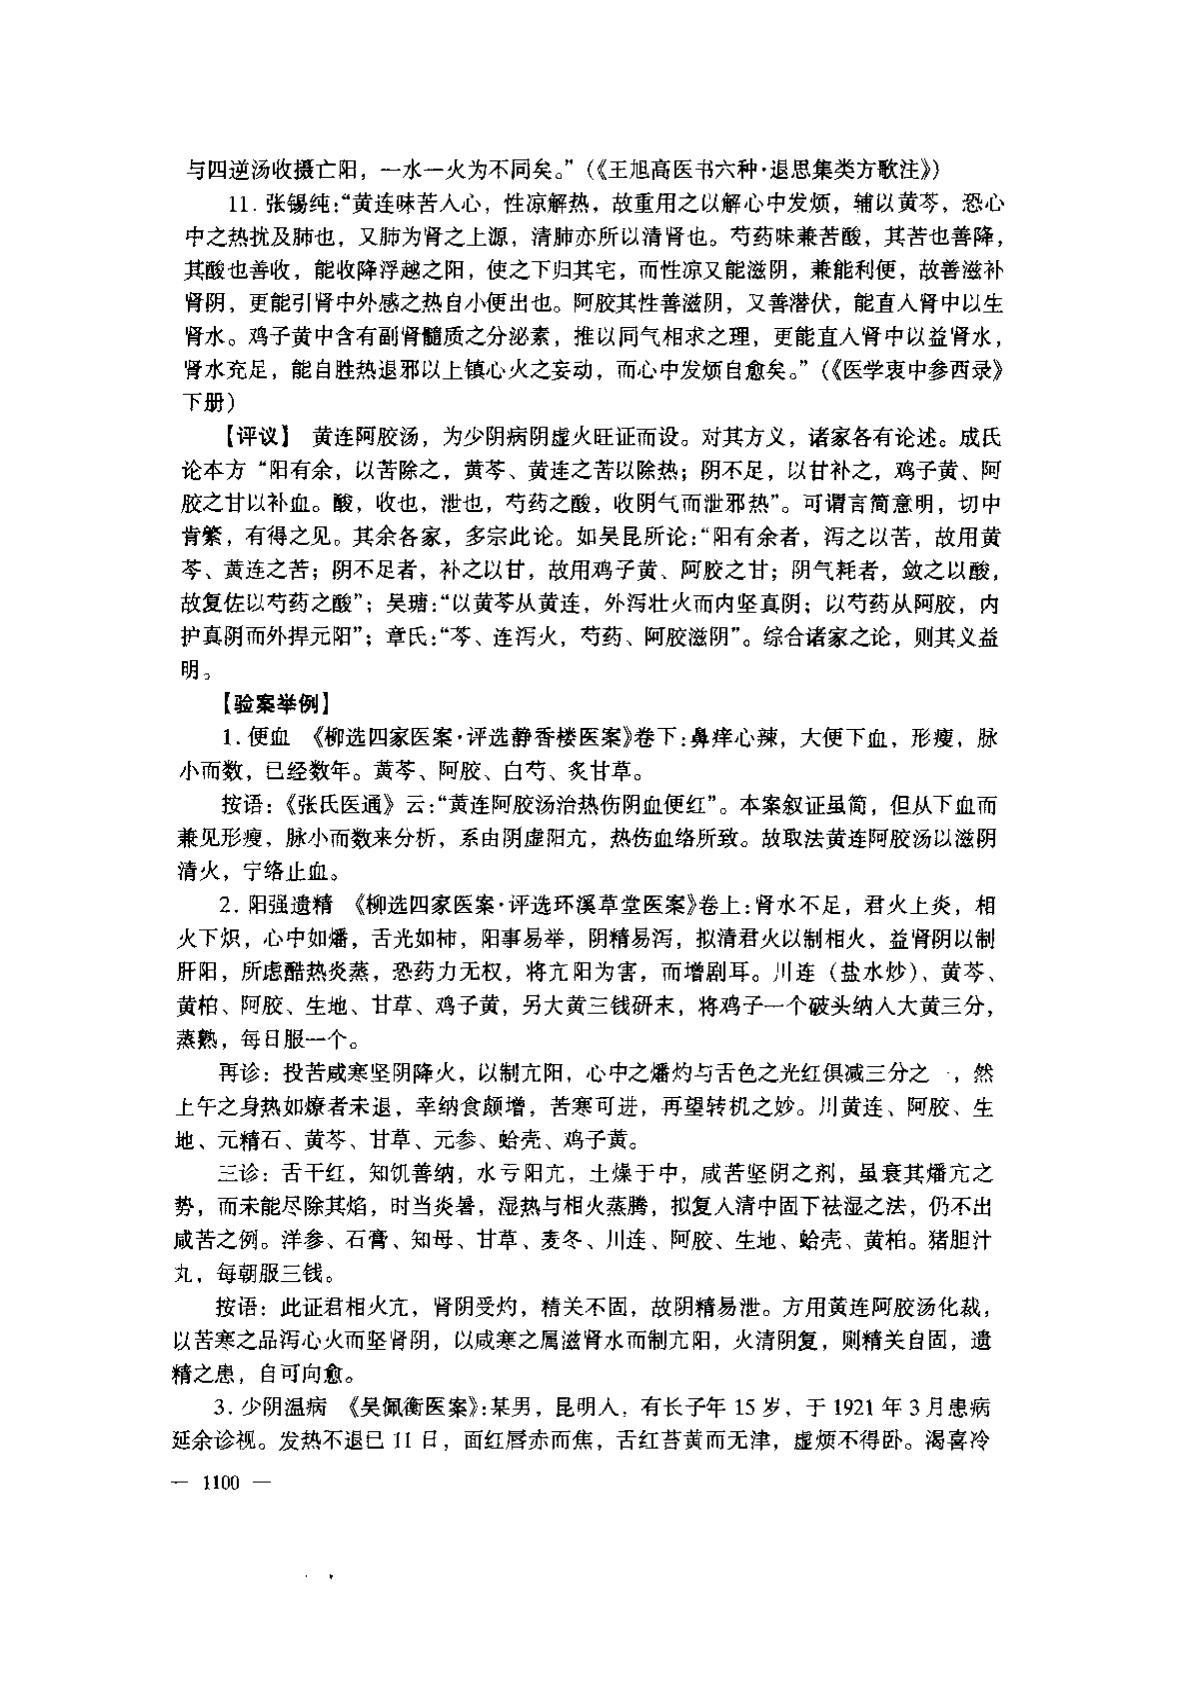 与四逆汤收摄亡阳，一水一火为不同矣。”（《王旭高医书六种·退思集类方歌注》）
11. 张锡纯：“黄连味苦入心，性凉解热，故重用之以解心中发烦，辅以黄芩，恐心
中之热扰及肺也，又肺为肾之上源，清肺亦所以清肾也。芍药味兼苦酸，其苦也善降，
其酸也善收，能收降浮越之阳，使之下归其宅，而性凉又能滋阴，兼能利便，故善滋补
肾阴，更能引肾中外感之热自小便出也。阿胶其性善滋阴，又善潜伏，能直入肾中以生
肾水。鸡子黄中含有副肾髓质之分泌素，推以同气相求之理，更能直入肾中以益肾水，
肾水充足，能自胜热退邪以上镇心火之妄动，而心中发烦自愈矣。”（《医学衷中参西录》
下册）
【评议】 黄连阿胶汤，为少阴病阴虚火旺证而设。对其方义，诸家各有论述。成氏
论本方“阳有余，以苦除之，黄芩、黄连之苦以除热；阴不足，以甘补之，鸡子黄、阿
胶之甘以补血。酸，收也，泄也，芍药之酸，收阴气而泄邪热”。可谓言简意明，切中
肯綮，有得之见。其余各家，多宗此论。如吴昆所论：“阳有余者，泻之以苦，故用黄
芩、黄连之苦；阴不足者，补之以甘，故用鸡子黄、阿胶之甘；阴气耗者，敛之以酸，
故复佐以芍药之酸”；吴瑭：“以黄芩从黄连，外泻壮火而内坚真阴；以芍药从阿胶，内
护真阴而外捍元阳”；章氏：“芩、连泻火，芍药、阿胶滋阴”。综合诸家之论，则其义益
明。
【验案举例】
1. 便血 《柳选四家医案·评选静香楼医案》卷下：鼻痒心辣，大便下血，形瘦，脉
小而数，已经数年。黄芩、阿胶、白芍、炙甘草。
按语：《张氏医通》云：“黄连阿胶汤治热伤阴血便红”。本案叙证虽简，但从下血而
兼见形瘦，脉小而数来分析，系由阴虚阳亢，热伤血络所致。故取法黄连阿胶汤以滋阴
清火，宁络止血。
2. 阳强遗精 《柳选四家医案·评选环溪草堂医案》卷上：肾水不足，君火上炎，相
火下炽，心中如燔，舌光如柿，阳事易举，阴精易泻，拟清君火以制相火，益肾阴以制
肝阳，所虑酷热炎蒸，恐药力无权，将亢阳为害，而增剧耳。川连（盐水炒）、黄芩、
黄柏、阿胶、生地、甘草、鸡子黄，另大黄三钱研末，将鸡子一个破头纳入大黄三分，
蒸熟，每日服一个。
再诊：投苦咸寒坚阴降火，以制亢阳，心中之燔灼与舌色之光红俱减三分之 ，然
上午之身热如燎者未退，幸纳食颇增，苦寒可进，再望转机之妙。川黄连、阿胶、生
地、元精石、黄芩、甘草、元参、蛤壳、鸡子黄。
三诊：舌干红，知饥善纳，水亏阳亢，土燥于中，咸苦坚阴之剂，虽衰其燔亢之
势，而未能尽除其焰，时当炎暑，湿热与相火蒸腾，拟复入清中固下祛湿之法，仍不出
咸苦之例。洋参、石膏、知母、甘草、麦冬、川连、阿胶、生地、蛤壳、黄柏。猪胆汁
丸，每朝服三钱。
按语：此证君相火亢，肾阴受灼，精关不固，故阴精易泄。方用黄连阿胶汤化裁，
以苦寒之品泻心火而坚肾阴，以咸寒之属滋肾水而制亢阳，火清阴复，则精关自固，遗
精之患，自可向愈。
3. 少阴温病 《吴佩衡医案》：某男，昆明人，有长子年 15 岁，于 1921 年 3 月患病
延余诊视。发热不退已 11 日，面红唇赤而焦，舌红苔黄而无津，虚烦不得卧。渴喜冷
— 1100 —